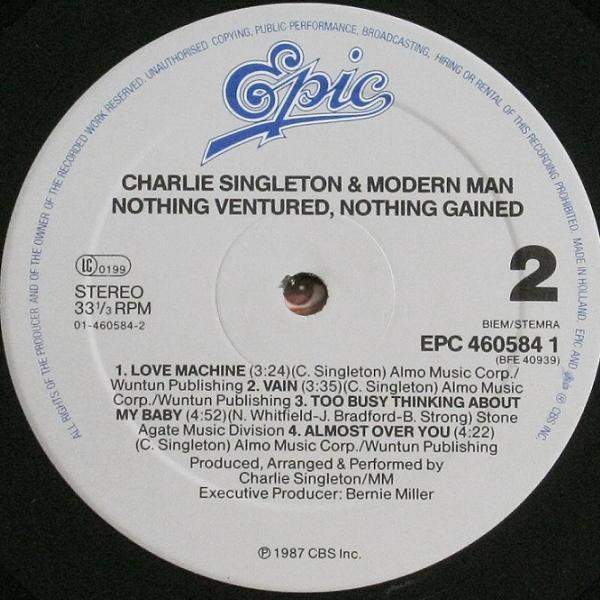 ALL RIGHTS OF THE PRODUCER AND OF THE OWNER OF THE RECORDED WORK RESERVED. UNAUTHORISED COPYING, PUBLIC PERFORMANCE, BROADCASTING, HIRING OR RENTAL OF THIS RECORDING PROHIBITED. MADE IN HOLLAND. EPIC AND
℗ CBS INC.
Epic
CHARLIE SINGLETON & MODERN MAN
NOTHING VENTURED, NOTHING GAINED
LC 0199
2
STEREO
33 1/3 RPM
01-460584-2
BIEM/STEMRA
EPC 460584 1
(BFE 40939)
1. LOVE MACHINE (3:24)(C. Singleton) Almo Music Corp./
Wuntun Publishing 2. VAIN (3:35)(C. Singleton) Almo Music
Corp./Wuntun Publishing 3. TOO BUSY THINKING ABOUT
MY BABY (4:52)(N. Whitfield-J. Bradford-B. Strong) Stone
Agate Music Division 4. ALMOST OVER YOU (4:22)
(C. Singleton) Almo Music Corp./Wuntun Publishing
Produced, Arranged & Performed by
Charlie Singleton/MM
Executive Producer: Bernie Miller
℗ 1987 CBS Inc.